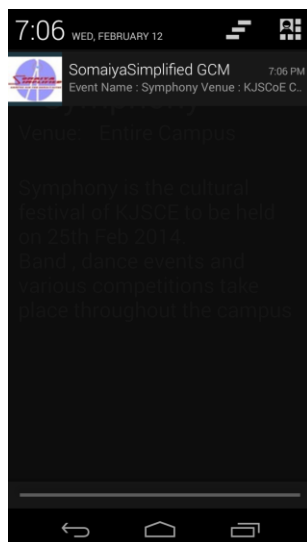 7:06 WED, FEBRUARY 12
SomaiyaSimplified GCM 7:06 PM
Event Name : Symphony Venue : KJSCoE C..
Symphony
Venue: Entire Campus
Symphony is the cultural
festival of KJSCE to be held
on 25th Feb 2014
Band , dance events and
various competitions take
place throughout the campus